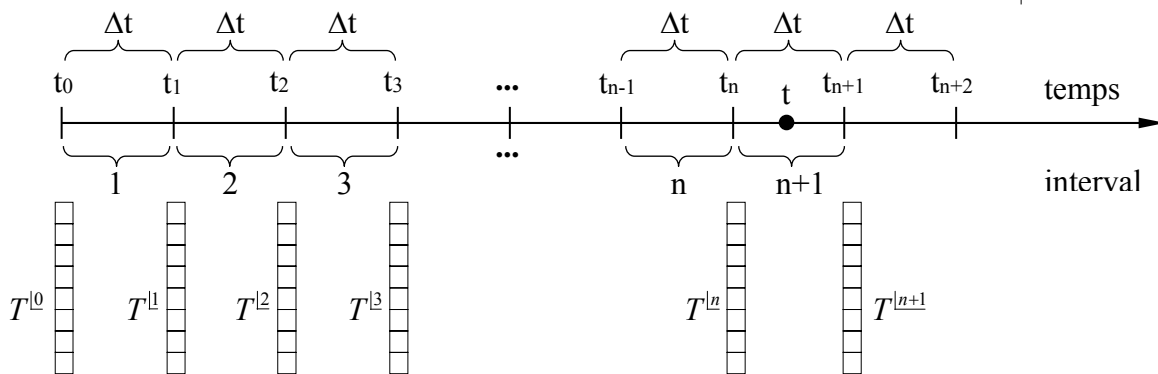 Δt Δt Δt Δt Δt Δt
t₀ t₁ t₂ t₃ ... tₙ₋₁ tₙ t tₙ₊₁ tₙ₊₂ temps
1 2 3 ... n n+1 interval
T^{|0} T^{|1} T^{|2} T^{|3} T^{|n} T^{|n+1}